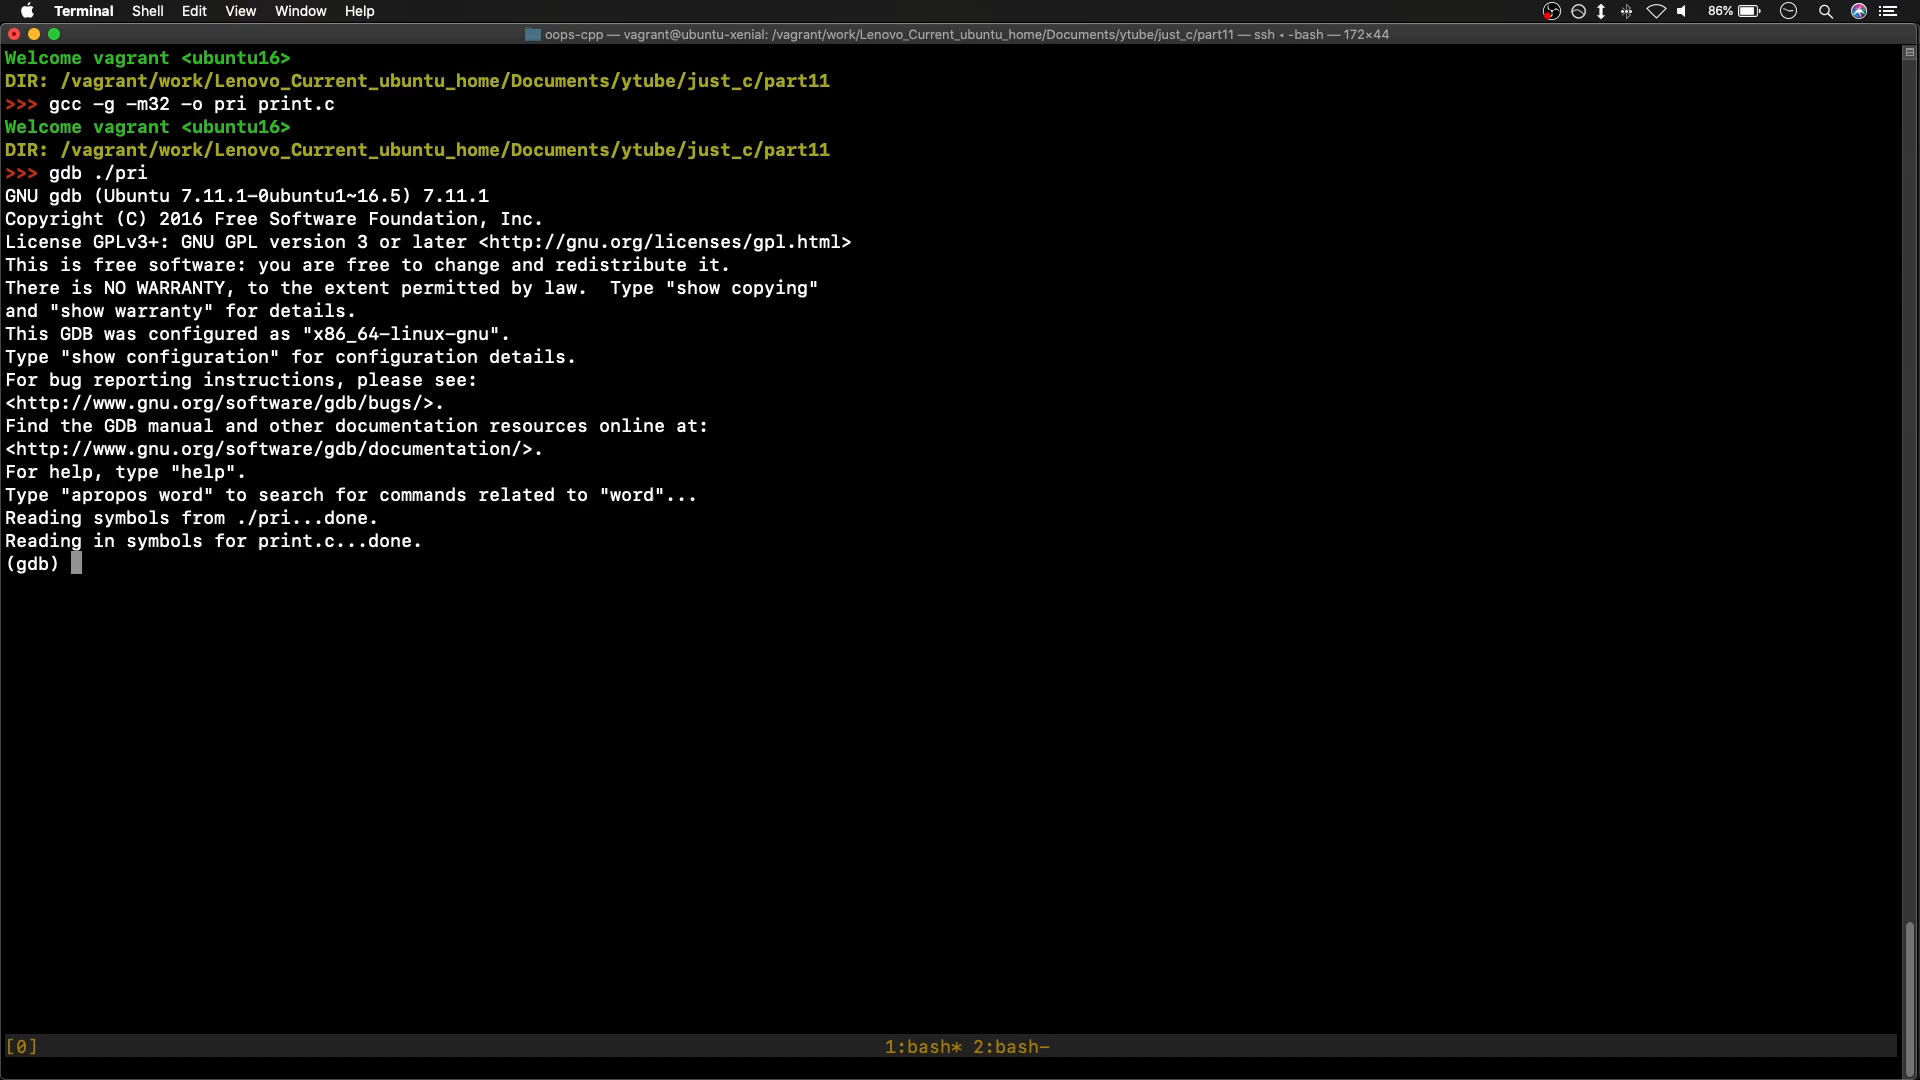 Terminal Shell Edit View Window Help 86%
oops-cpp — vagrant@ubuntu-xenial: /vagrant/work/Lenovo_Current_ubuntu_home/Documents/ytube/just_c/part11 — ssh ◂ -bash — 172×44
Welcome vagrant <ubuntu16>
DIR: /vagrant/work/Lenovo_Current_ubuntu_home/Documents/ytube/just_c/part11
>>> gcc -g -m32 -o pri print.c
Welcome vagrant <ubuntu16>
DIR: /vagrant/work/Lenovo_Current_ubuntu_home/Documents/ytube/just_c/part11
>>> gdb ./pri
GNU gdb (Ubuntu 7.11.1-0ubuntu1~16.5) 7.11.1
Copyright (C) 2016 Free Software Foundation, Inc.
License GPLv3+: GNU GPL version 3 or later <http://gnu.org/licenses/gpl.html>
This is free software: you are free to change and redistribute it.
There is NO WARRANTY, to the extent permitted by law.  Type "show copying"
and "show warranty" for details.
This GDB was configured as "x86_64-linux-gnu".
Type "show configuration" for configuration details.
For bug reporting instructions, please see:
<http://www.gnu.org/software/gdb/bugs/>.
Find the GDB manual and other documentation resources online at:
<http://www.gnu.org/software/gdb/documentation/>.
For help, type "help".
Type "apropos word" to search for commands related to "word"...
Reading symbols from ./pri...done.
Reading in symbols for print.c...done.
(gdb)
[0] 1:bash* 2:bash-